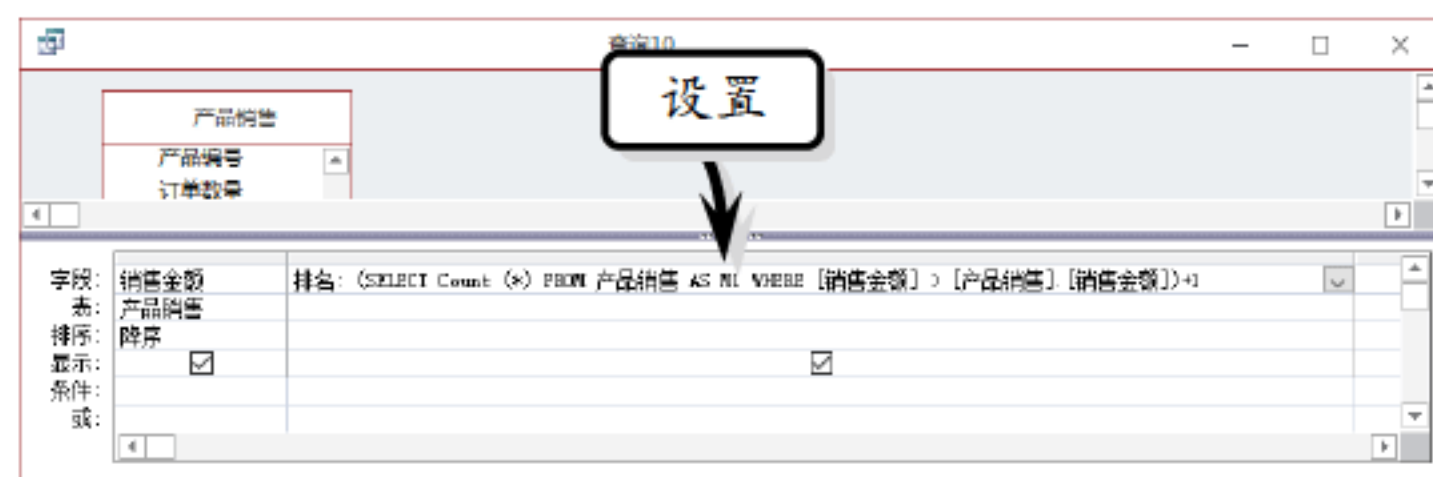 查询10
设置
产品销售
产品编号
订单数量
字段: 销售金额 排名: (SELECT Count (*) FROM 产品销售 AS M1 WHERE [销售金额] > [产品销售].[销售金额])+1
表: 产品销售
排序: 降序
显示:
条件:
或: